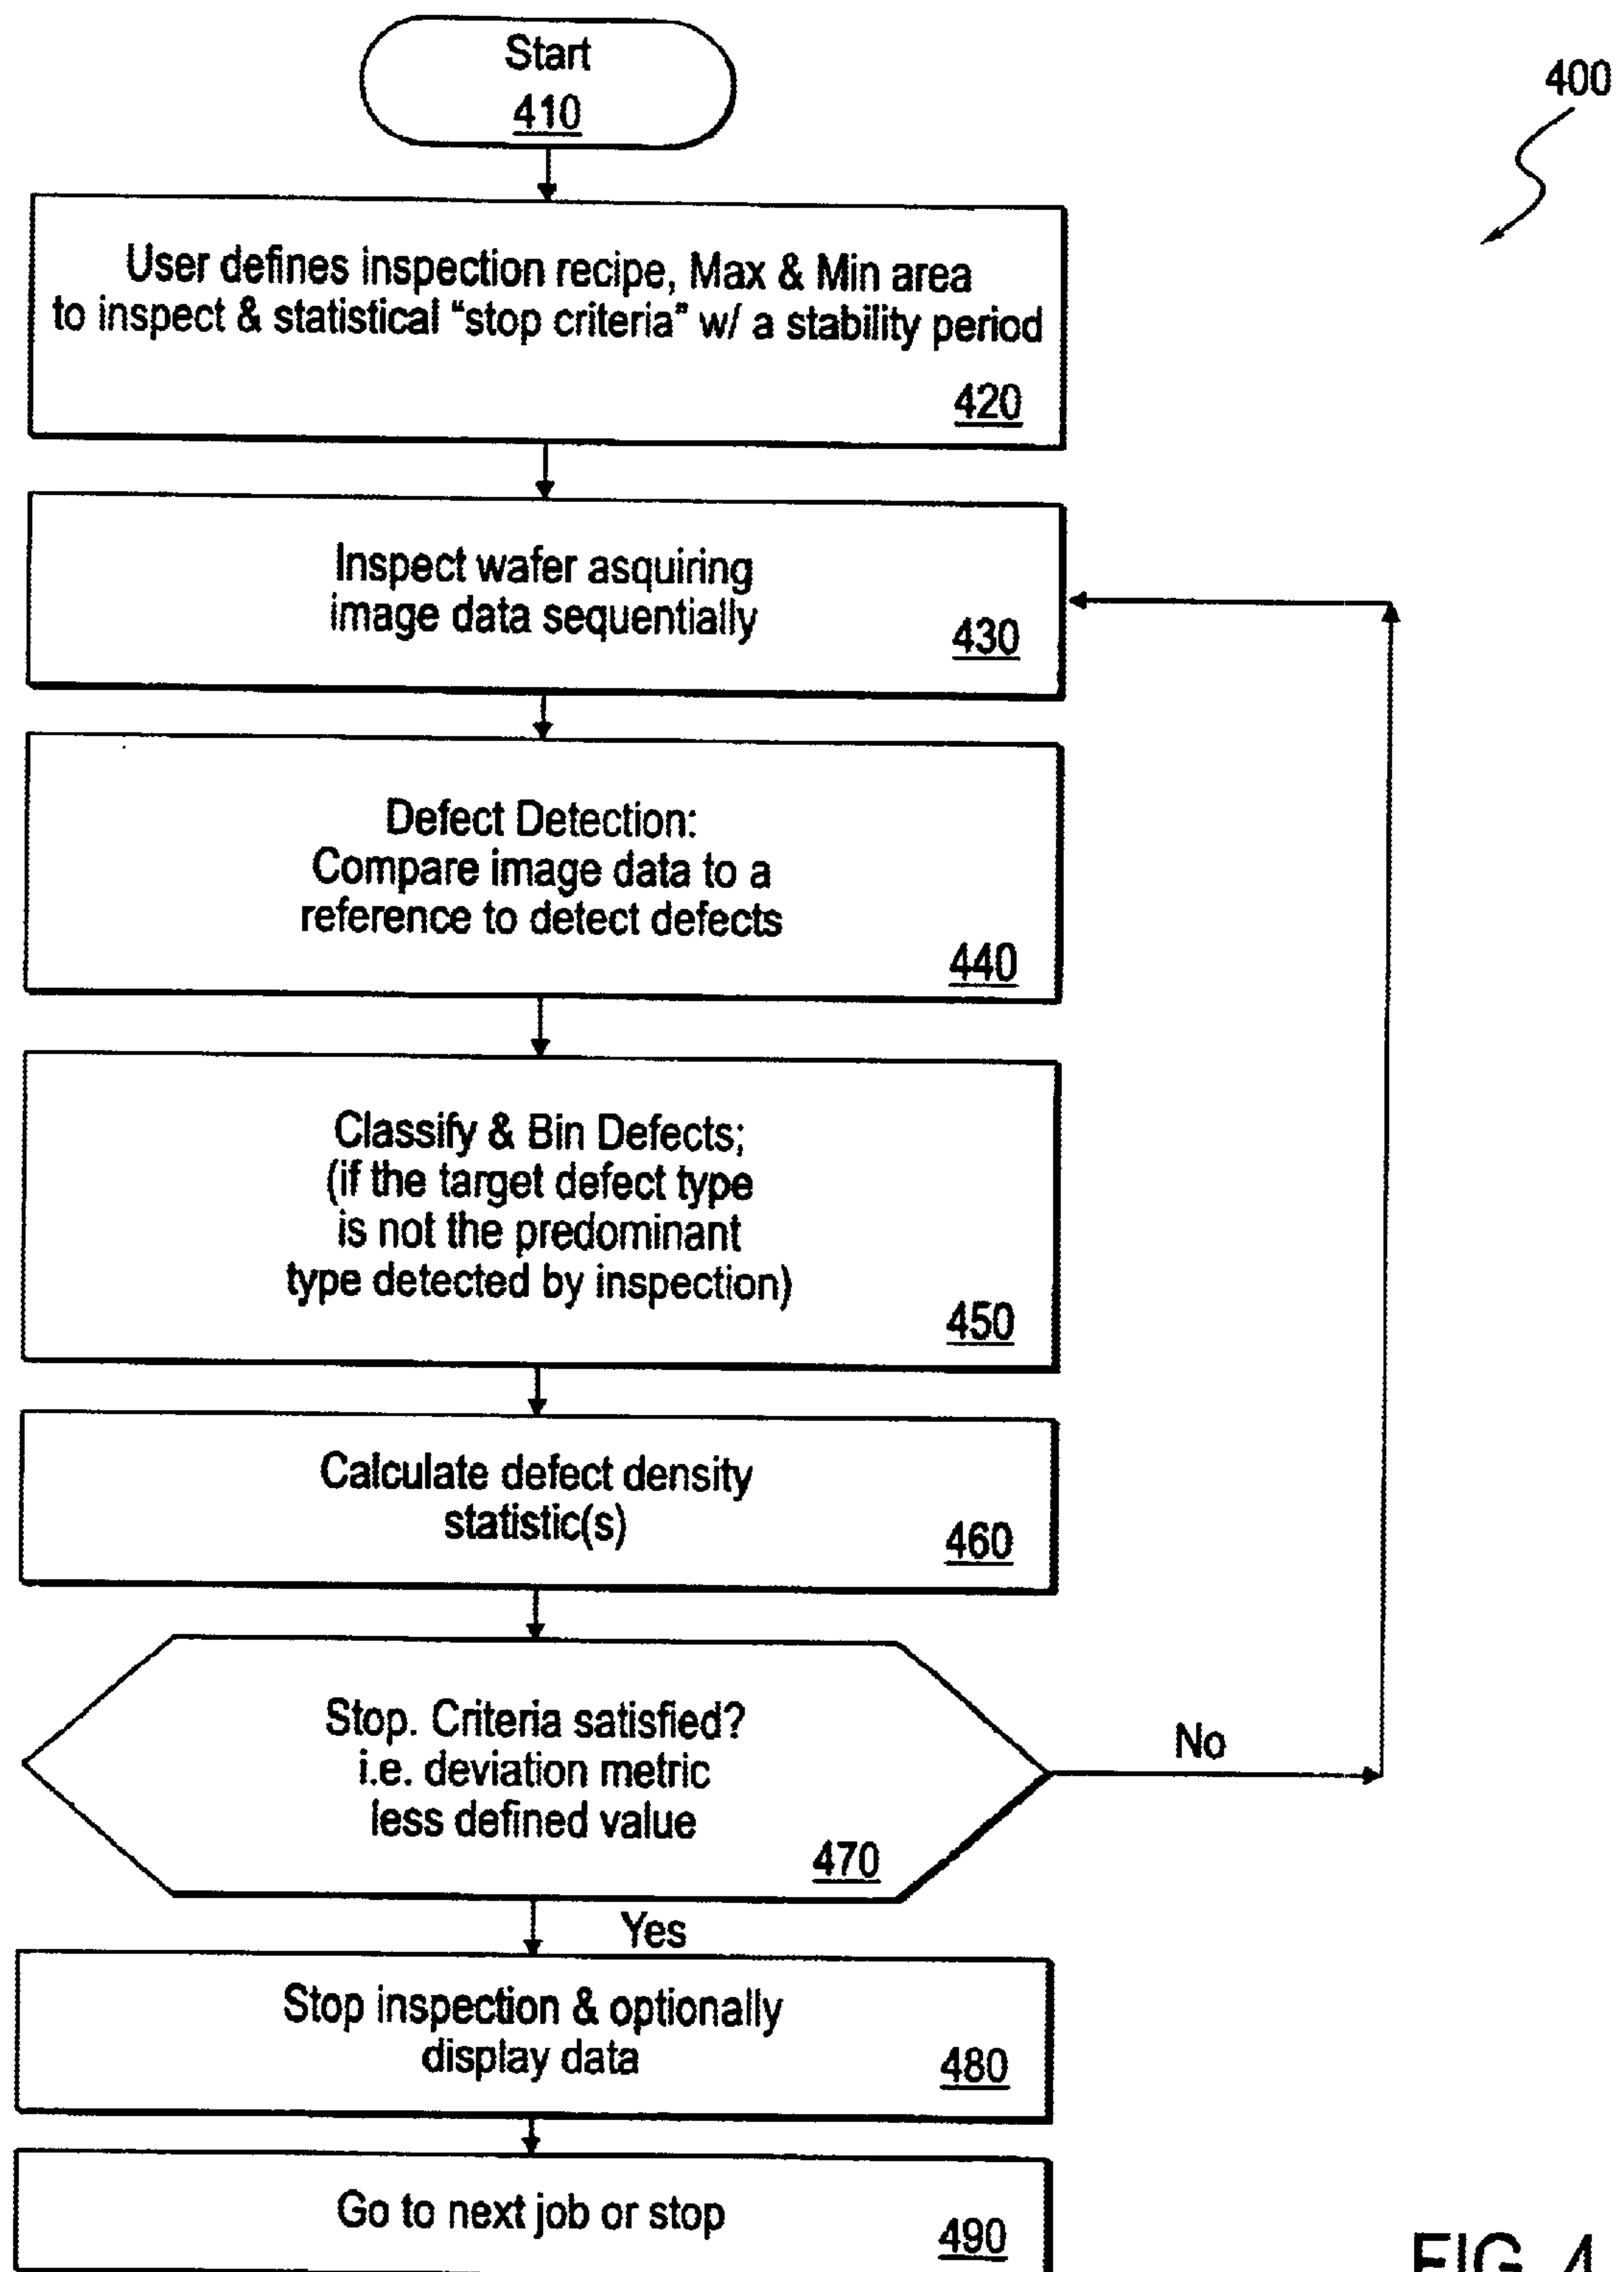 Start
410
400
User defines inspection recipe, Max & Min area
to inspect & statistical "stop criteria" w/ a stability period
420
Inspect wafer asquiring
image data sequentially
430
Defect Detection:
Compare image data to a
reference to detect defects
440
Classify & Bin Defects;
(if the target defect type
is not the predominant
type detected by inspection)
450
Calculate defect density
statistic(s)
460
Stop. Criteria satisfied?
i.e. deviation metric
less defined value
470
No
Yes
Stop inspection & optionally
display data
480
Go to next job or stop
490
FIG. 4